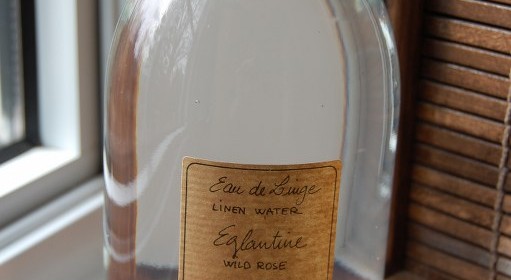 Eau de Linge
LINEN WATER
Eglantine
WILD ROSE